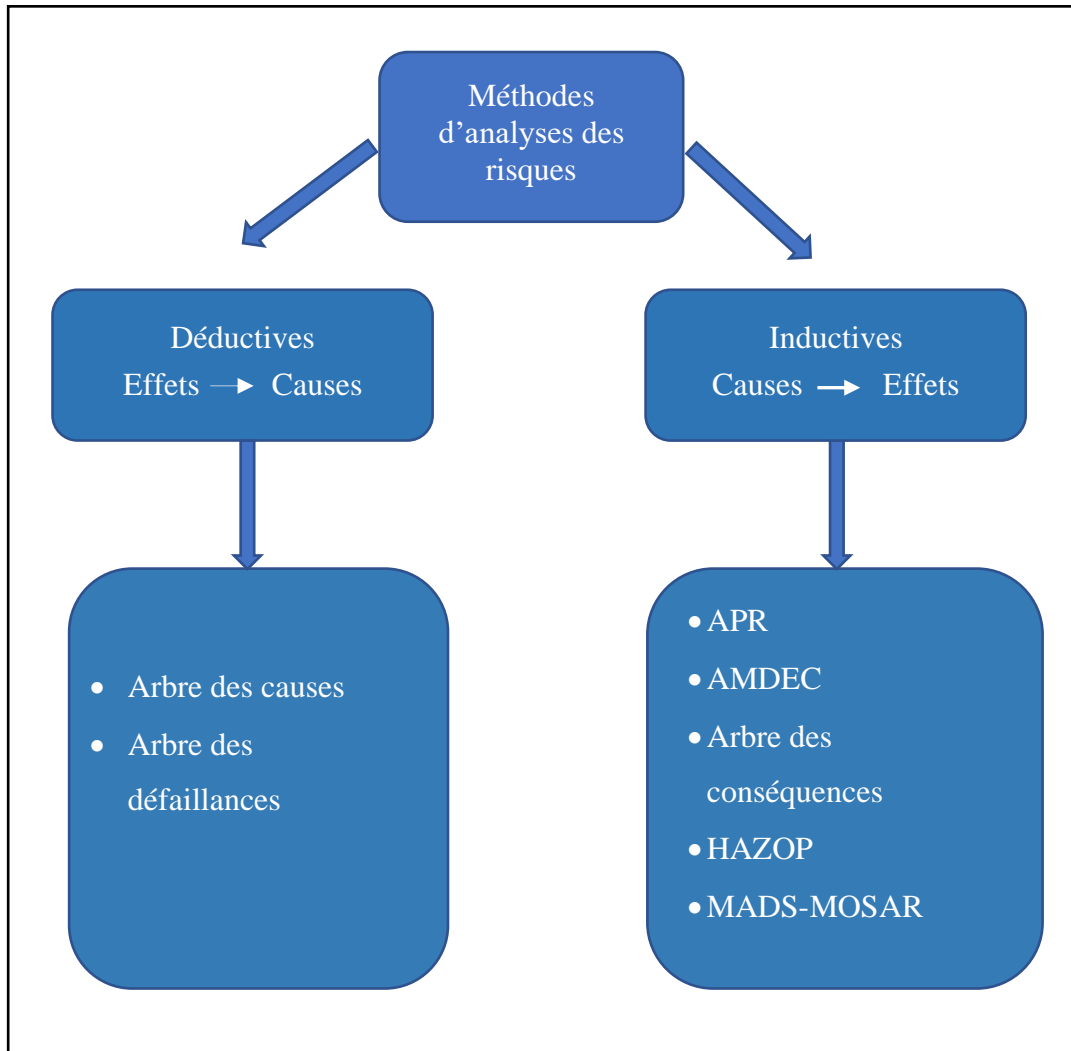 Méthodes
d’analyses des
risques
Déductives
Effets → Causes
Inductives
Causes → Effets
• Arbre des causes
• Arbre des
défaillances
• APR
• AMDEC
• Arbre des
conséquences
• HAZOP
• MADS-MOSAR